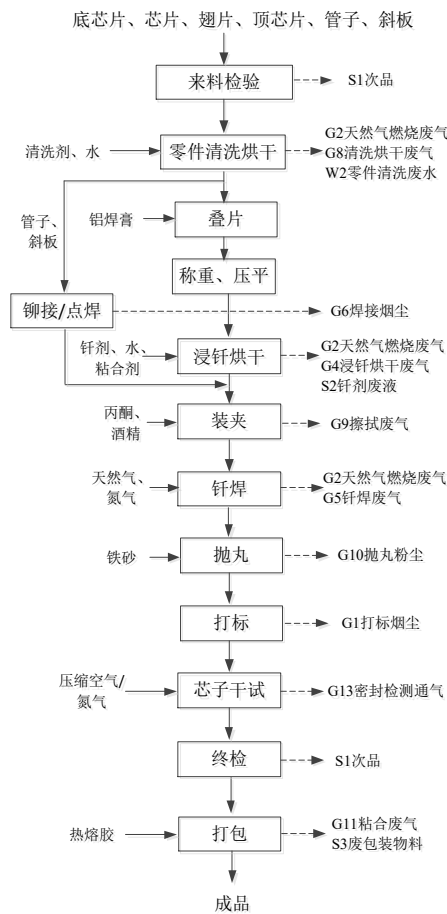 底芯片、芯片、翅片、顶芯片、管子、斜板
来料检验
S1次品
清洗剂、水
零件清洗烘干
G2天然气燃烧废气
G8清洗烘干废气
W2零件清洗废水
管子、
斜板
铝焊膏
叠片
称重、压平
铆接/点焊
G6焊接烟尘
钎剂、水、
粘合剂
浸钎烘干
G2天然气燃烧废气
G4浸钎烘干废气
S2钎剂废液
丙酮、
酒精
装夹
G9擦拭废气
天然气、
氮气
钎焊
G2天然气燃烧废气
G5钎焊废气
铁砂
抛丸
G10抛丸粉尘
打标
G1打标烟尘
压缩空气/
氮气
芯子干试
G13密封检测通气
终检
S1次品
热熔胶
打包
G11粘合废气
S3废包装物料
成品